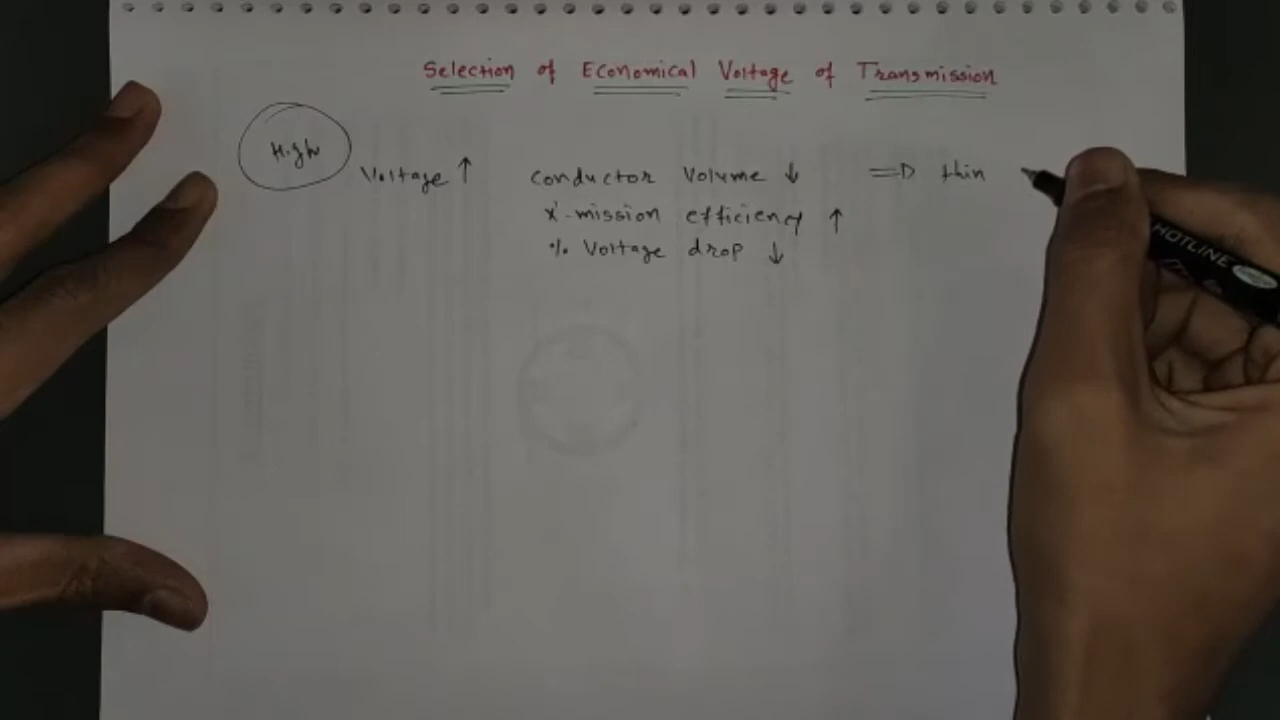 Selection of Economical Voltage of Transmission
High
Voltage ↑ Conductor Volume ↓ ⇒ thin
x'-mission efficiency ↑
% Voltage drop ↓
HOTLINE